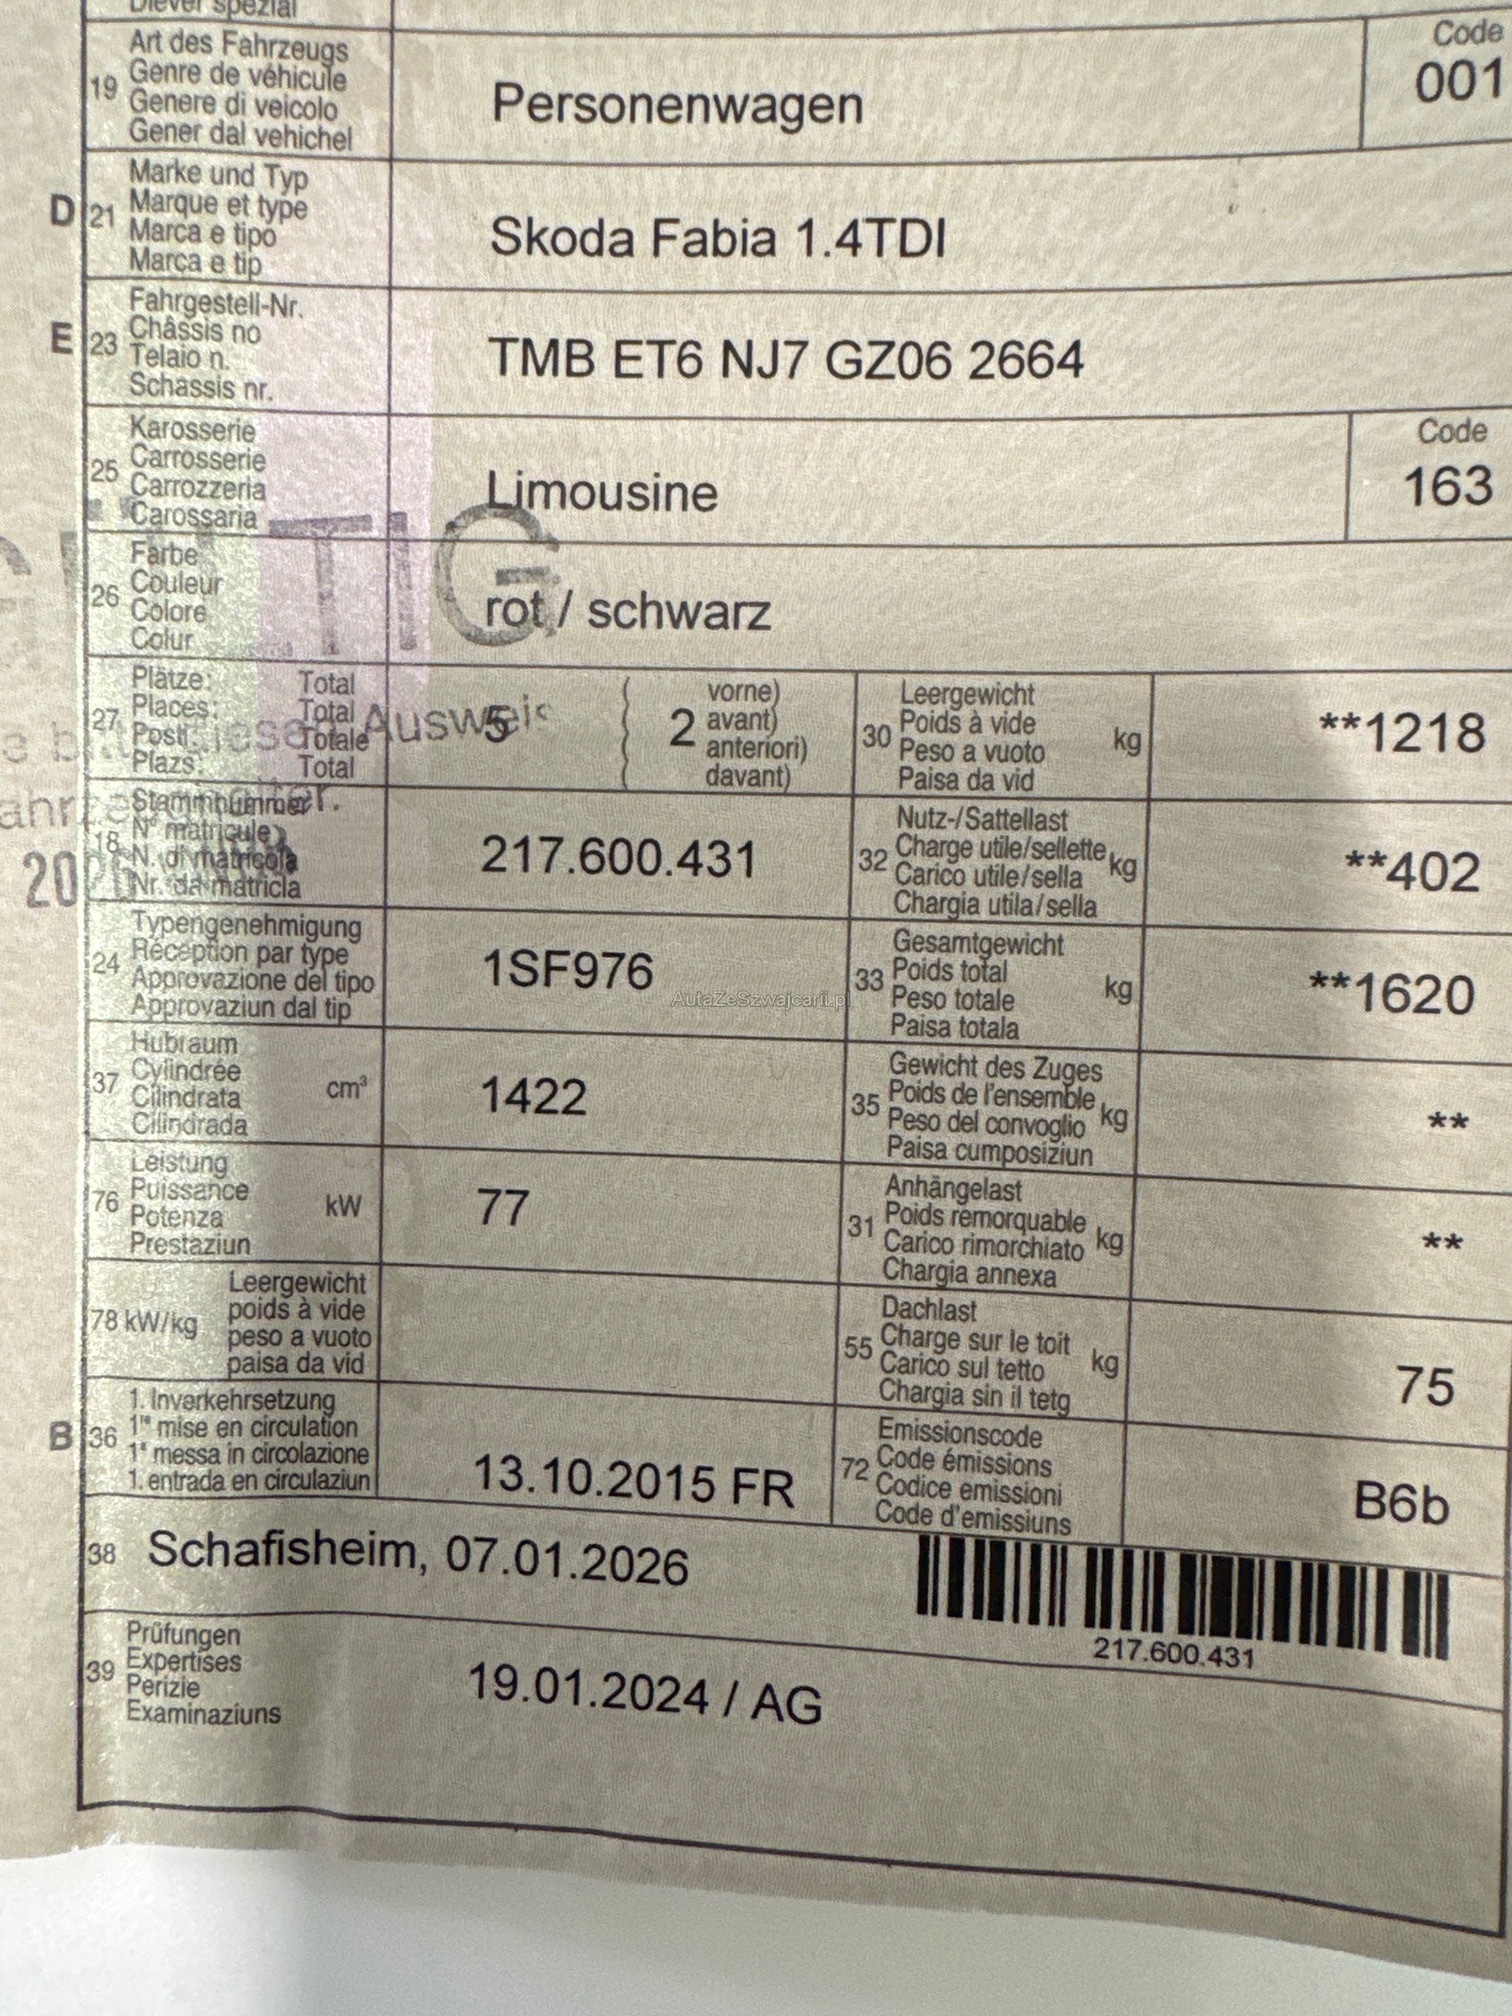 Diever spezial
19 Art des Fahrzeugs
Genre de véhicule
Genere di veicolo
Gener dal vehichel
Personenwagen
Code
001
D 21 Marke und Typ
Marque et type
Marca e tipo
Marca e tip
Skoda Fabia 1.4TDI
E 23 Fahrgestell-Nr.
Châssis no
Telaio n.
Schassis nr.
TMB ET6 NJ7 GZ06 2664
25 Karosserie
Carrosserie
Carrozzeria
Carossaria
Limousine
Code
163
26 Farbe
Couleur
Colore
Colur
rot / schwarz
27 Plätze: Total
Places: Total
Posti: Totale
Plazs: Total
5 ( 2 vorne)
avant)
anteriori)
davant)
30 Leergewicht
Poids à vide
Peso a vuoto
Paisa da vid
kg
**1218
Ausweis
18 Stammnummer
N° matricule
N. di matricola
Nr. da matricla
217.600.431
32 Nutz-/Sattellast
Charge utile/sellette
Carico utile/sella
Chargia utila/sella
kg
**402
24 Typengenehmigung
Réception par type
Approvazione del tipo
Approvaziun dal tip
1SF976
33 Gesamtgewicht
Poids total
Peso totale
Paisa totala
kg
**1620
AutaZeSzwajcarii.pl
37 Hubraum
Cylindrée
Cilindrata
Cilindrada
cm³
1422
35 Gewicht des Zuges
Poids de l'ensemble
Peso del convoglio
Paisa cumposiziun
kg
**
76 Leistung
Puissance
Potenza
Prestaziun
kW
77
31 Anhängelast
Poids remorquable
Carico rimorchiato
Chargia annexa
kg
**
78 kW/kg Leergewicht
poids à vide
peso a vuoto
paisa da vid
55 Dachlast
Charge sur le toit
Carico sul tetto
Chargia sin il tetg
kg
75
B 36 1. Inverkehrsetzung
1re mise en circulation
1a messa in circolazione
1. entrada en circulaziun
13.10.2015 FR
72 Emissionscode
Code émissions
Codice emissioni
Code d'emissiuns
B6b
38 Schafisheim, 07.01.2026
217.600.431
39 Prüfungen
Expertises
Perizie
Examinaziuns
19.01.2024 / AG